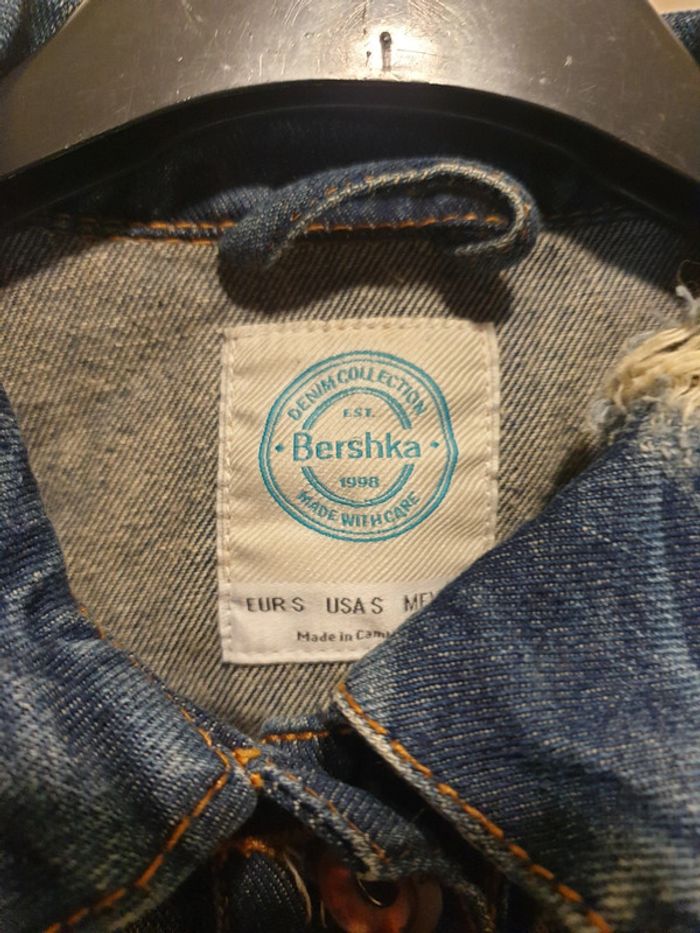 DENIM COLLECTION
EST.
Bershka
1998
MADE WITH CARE
EUR S USA S
Made in